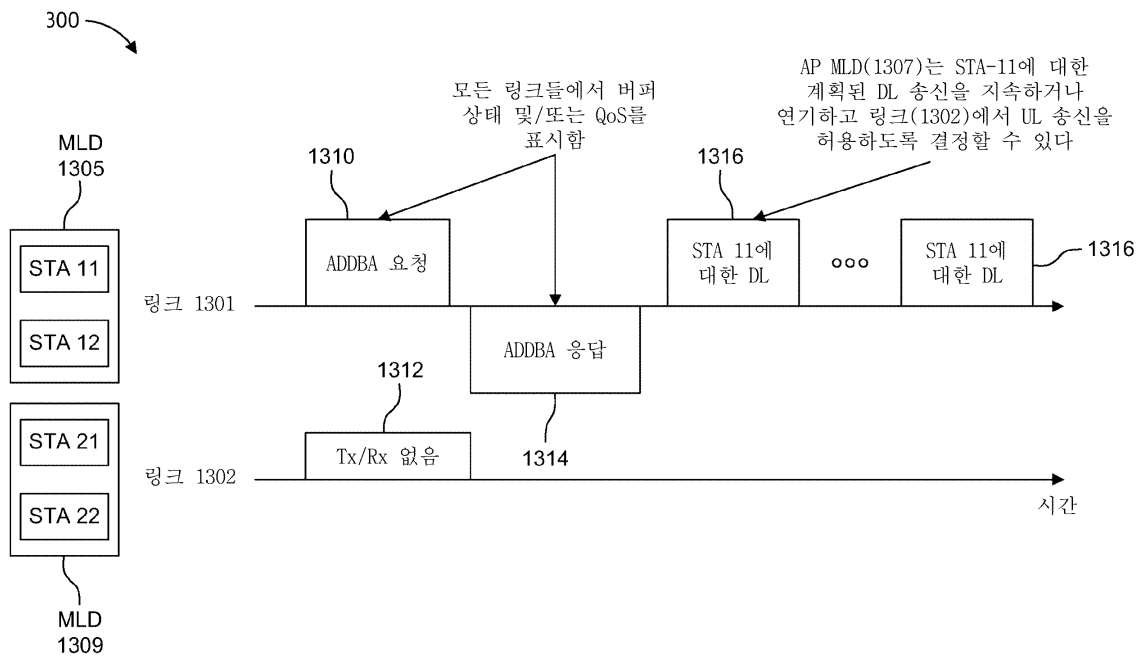 300
모든 링크들에서 버퍼
상태 및/또는 QoS를
표시함
AP MLD(1307)는 STA-11에 대한
계획된 DL 송신을 지속하거나
연기하고 링크(1302)에서 UL 송신을
허용하도록 결정할 수 있다
MLD
1305
STA 11
STA 12
STA 21
STA 22
MLD
1309
1310
1316
ADDBA 요청
STA 11에
대한 DL
ooo
STA 11에
대한 DL
1316
링크 1301
ADDBA 응답
1312
1314
Tx/Rx 없음
링크 1302
시간